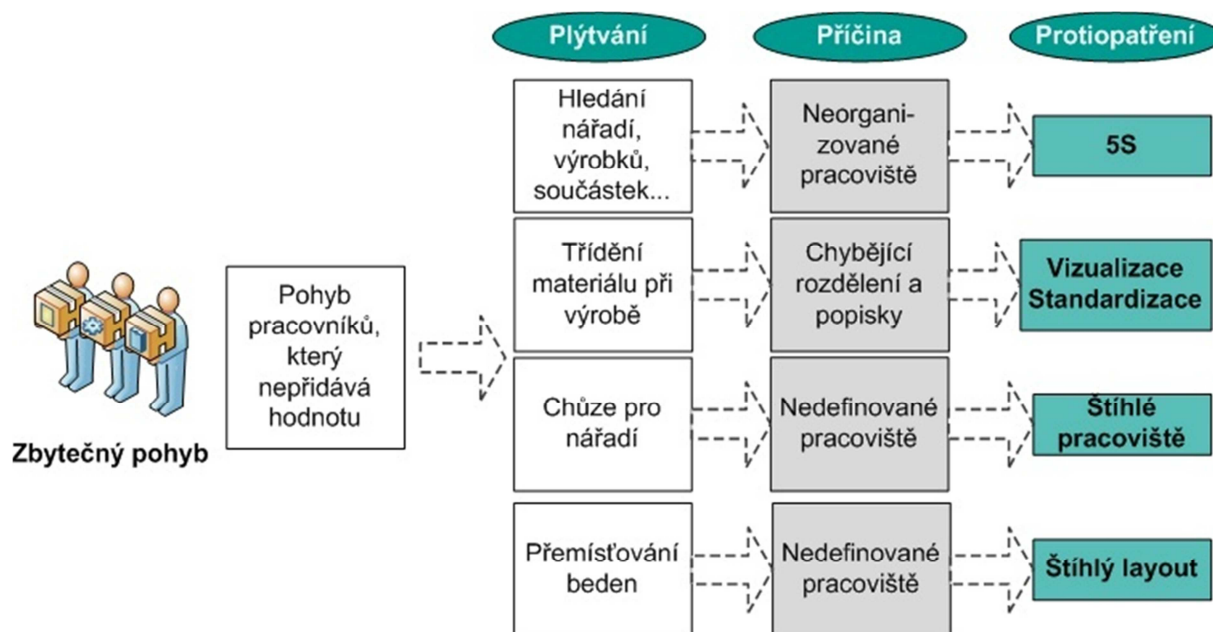 Plýtvání
Příčina
Protiopatření
Hledání
nářadí,
výrobků,
součástek...
Neorgani-
zované
pracoviště
5S
Třídění
materiálu při
výrobě
Chybějící
rozdělení a
popisky
Vizualizace
Standardizace
Zbytečný pohyb
Pohyb
pracovníků,
který
nepřidává
hodnotu
Chůze pro
nářadí
Nedefinované
pracoviště
Štíhlé
pracoviště
Přemísťování
beden
Nedefinované
pracoviště
Štíhlý layout